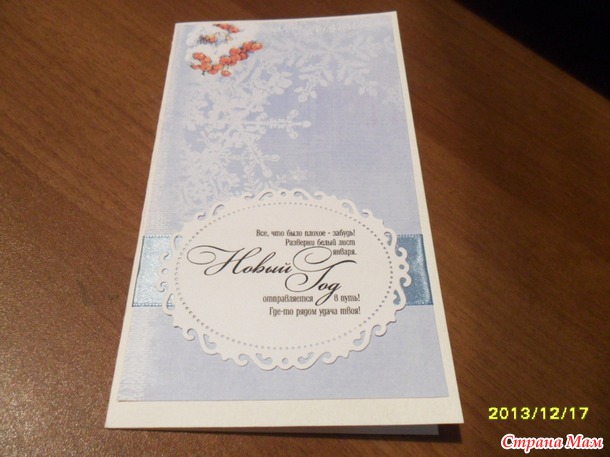 Все, что было плохое - забудь!
Разверни белый лист
января.
Новый Год
отправляется в путь!
Где-то рядом удача твоя!
2013/12/17
Страна Мам